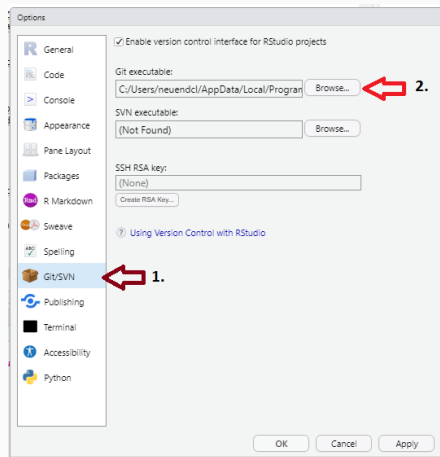 Options
General
Code
Console
Appearance
Pane Layout
Packages
Rmd R Markdown
Sweave
ABC Spelling
Git/SVN
Publishing
Terminal
Accessibility
Python
Enable version control interface for RStudio projects
Git executable:
C:/Users/neuendcl/AppData/Local/Program Browse... 2.
SVN executable:
(Not Found) Browse...
SSH RSA key:
(None)
Create RSA Key...
? Using Version Control with RStudio
1.
OK Cancel Apply